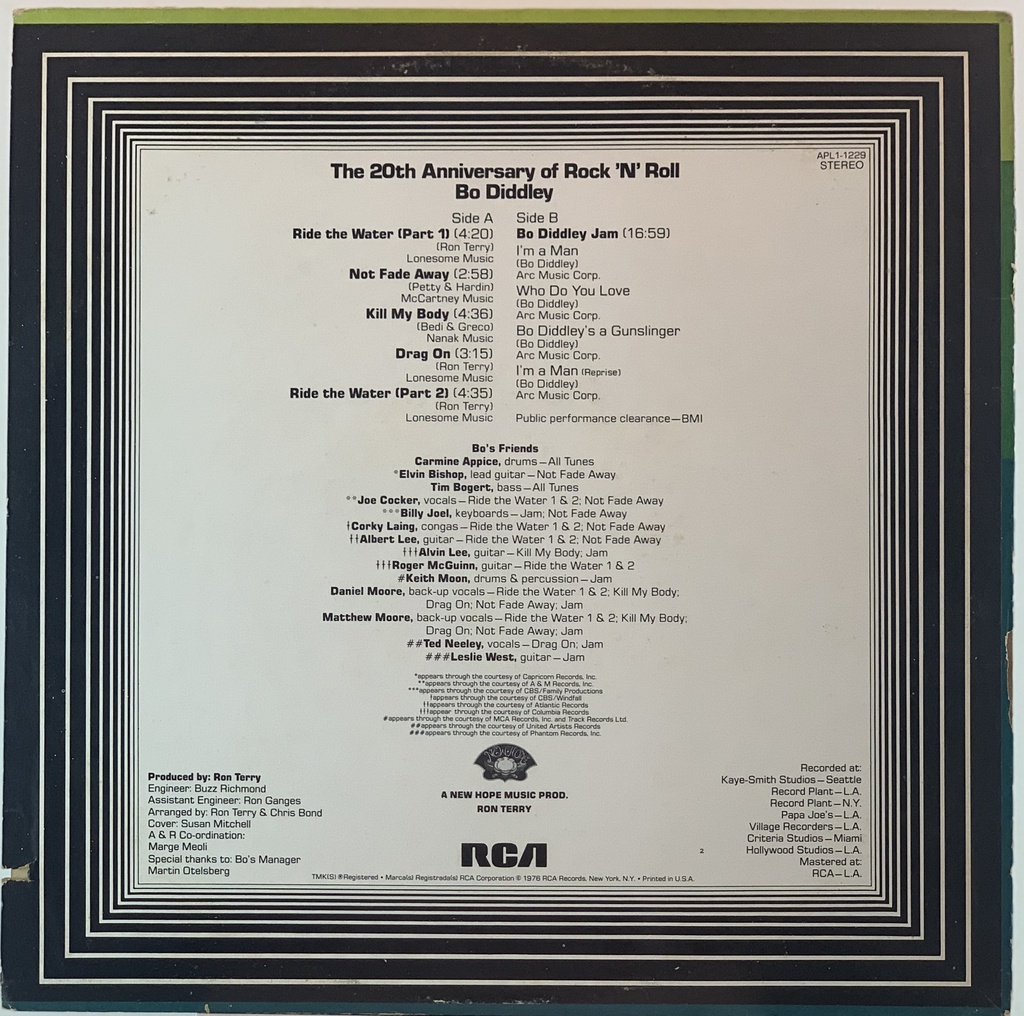 APL1-1229
STEREO
The 20th Anniversary of Rock 'N' Roll
Bo Diddley
Side A
Ride the Water (Part 1) (4:20)
(Ron Terry)
Lonesome Music
Not Fade Away (2:58)
(Petty & Hardin)
McCartney Music
Kill My Body (4:36)
(Bedi & Greco)
Nanak Music
Drag On (3:15)
(Ron Terry)
Lonesome Music
Ride the Water (Part 2) (4:35)
(Ron Terry)
Lonesome Music
Side B
Bo Diddley Jam (16:59)
I'm a Man
(Bo Diddley)
Arc Music Corp.
Who Do You Love
(Bo Diddley)
Arc Music Corp.
Bo Diddley's a Gunslinger
(Bo Diddley)
Arc Music Corp.
I'm a Man (Reprise)
(Bo Diddley)
Arc Music Corp.
Public performance clearance—BMI
Bo's Friends
Carmine Appice, drums—All Tunes
*Elvin Bishop, lead guitar—Not Fade Away
Tim Bogert, bass—All Tunes
**Joe Cocker, vocals—Ride the Water 1 & 2; Not Fade Away
***Billy Joel, keyboards—Jam; Not Fade Away
†Corky Laing, congas—Ride the Water 1 & 2; Not Fade Away
††Albert Lee, guitar—Ride the Water 1 & 2; Not Fade Away
†††Alvin Lee, guitar—Kill My Body; Jam
†††Roger McGuinn, guitar—Ride the Water 1 & 2
#Keith Moon, drums & percussion—Jam
Daniel Moore, back-up vocals—Ride the Water 1 & 2; Kill My Body;
Drag On; Not Fade Away; Jam
Matthew Moore, back-up vocals—Ride the Water 1 & 2; Kill My Body;
Drag On; Not Fade Away; Jam
##Ted Neeley, vocals—Drag On; Jam
###Leslie West, guitar—Jam
*appears through the courtesy of Capricorn Records, Inc.
**appears through the courtesy of A & M Records, Inc.
***appears through the courtesy of CBS/Family Productions
†appears through the courtesy of CBS/Windfall
††appears through the courtesy of Atlantic Records
†††appear through the courtesy of Columbia Records
#appears through the courtesy of MCA Records, Inc. and Track Records Ltd.
##appears through the courtesy of United Artists Records
###appears through the courtesy of Phantom Records, Inc.
A NEW HOPE MUSIC PROD.
RON TERRY
Produced by: Ron Terry
Engineer: Buzz Richmond
Assistant Engineer: Ron Ganges
Arranged by: Ron Terry & Chris Bond
Cover: Susan Mitchell
A & R Co-ordination:
Marge Meoli
Special thanks to: Bo's Manager
Martin Otelsberg
Recorded at:
Kaye-Smith Studios—Seattle
Record Plant—L.A.
Record Plant—N.Y.
Papa Joe's—L.A.
Village Recorders—L.A.
Criteria Studios—Miami
Hollywood Studios—L.A.
Mastered at:
RCA—L.A.
2
RCA
TMK(S) ® Registered • Marca(s) Registrada(s) RCA Corporation © 1976 RCA Records, New York, N.Y. • Printed in U.S.A.